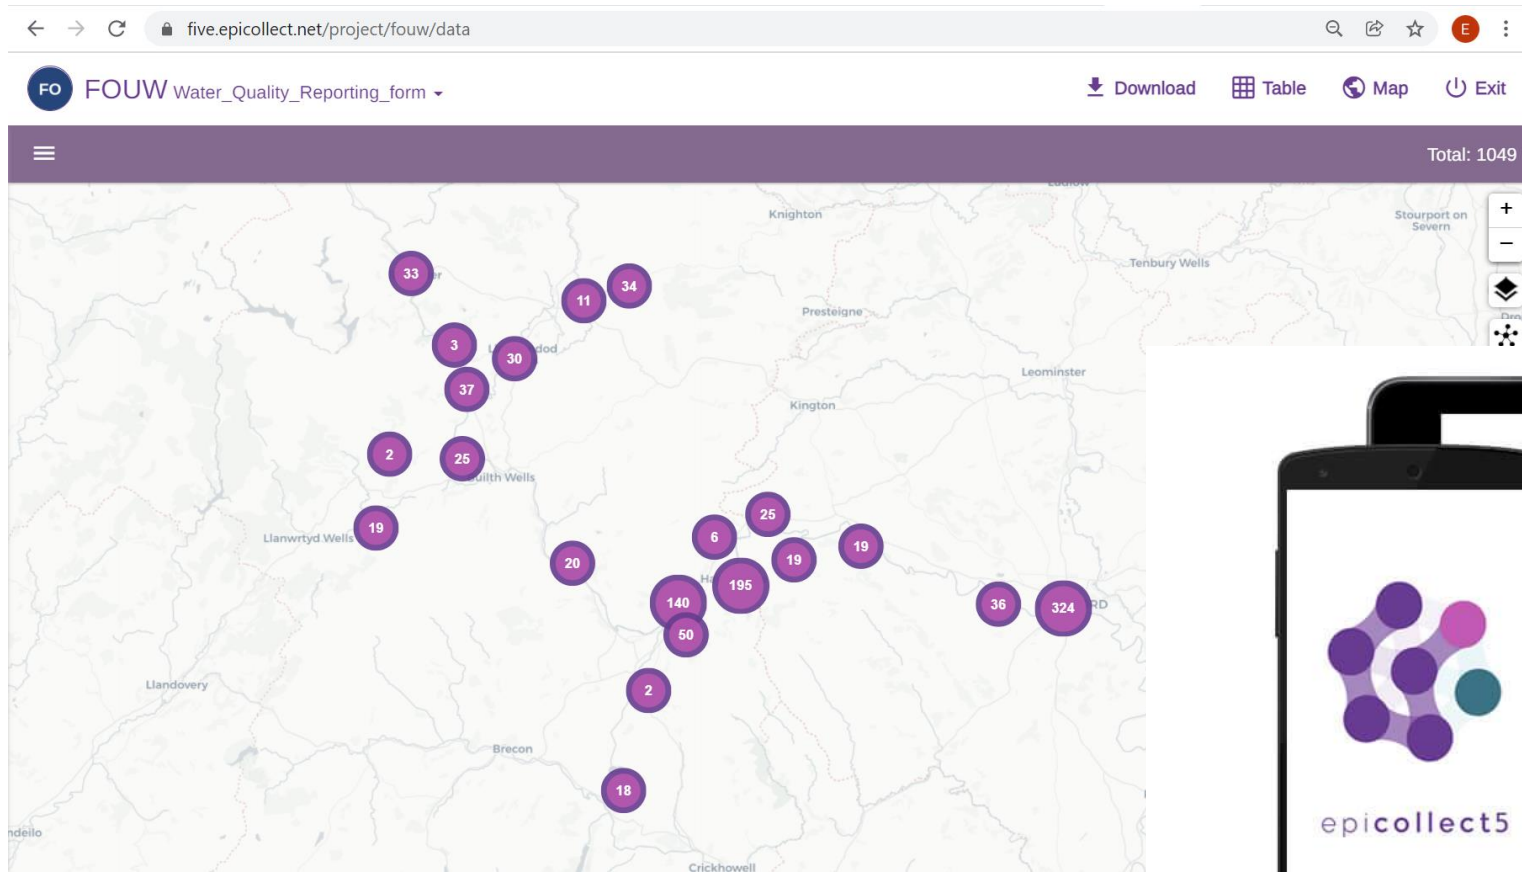 five.epicollect.net/project/fouw/data
E
FO FOUW Water_Quality_Reporting_form
Download Table Map Exit
Total: 1049
Ludlow
Knighton
Stourport on
Severn
+
−
Tenbury Wells
33
34
11
Presteigne
3
30
Leominster
37
Kington
2
25
19
Llanwrtyd Wells
25
6
19
19
20
195
140
36
324
50
Llandovery
2
Brecon
18
epicollect5
Crickhowell